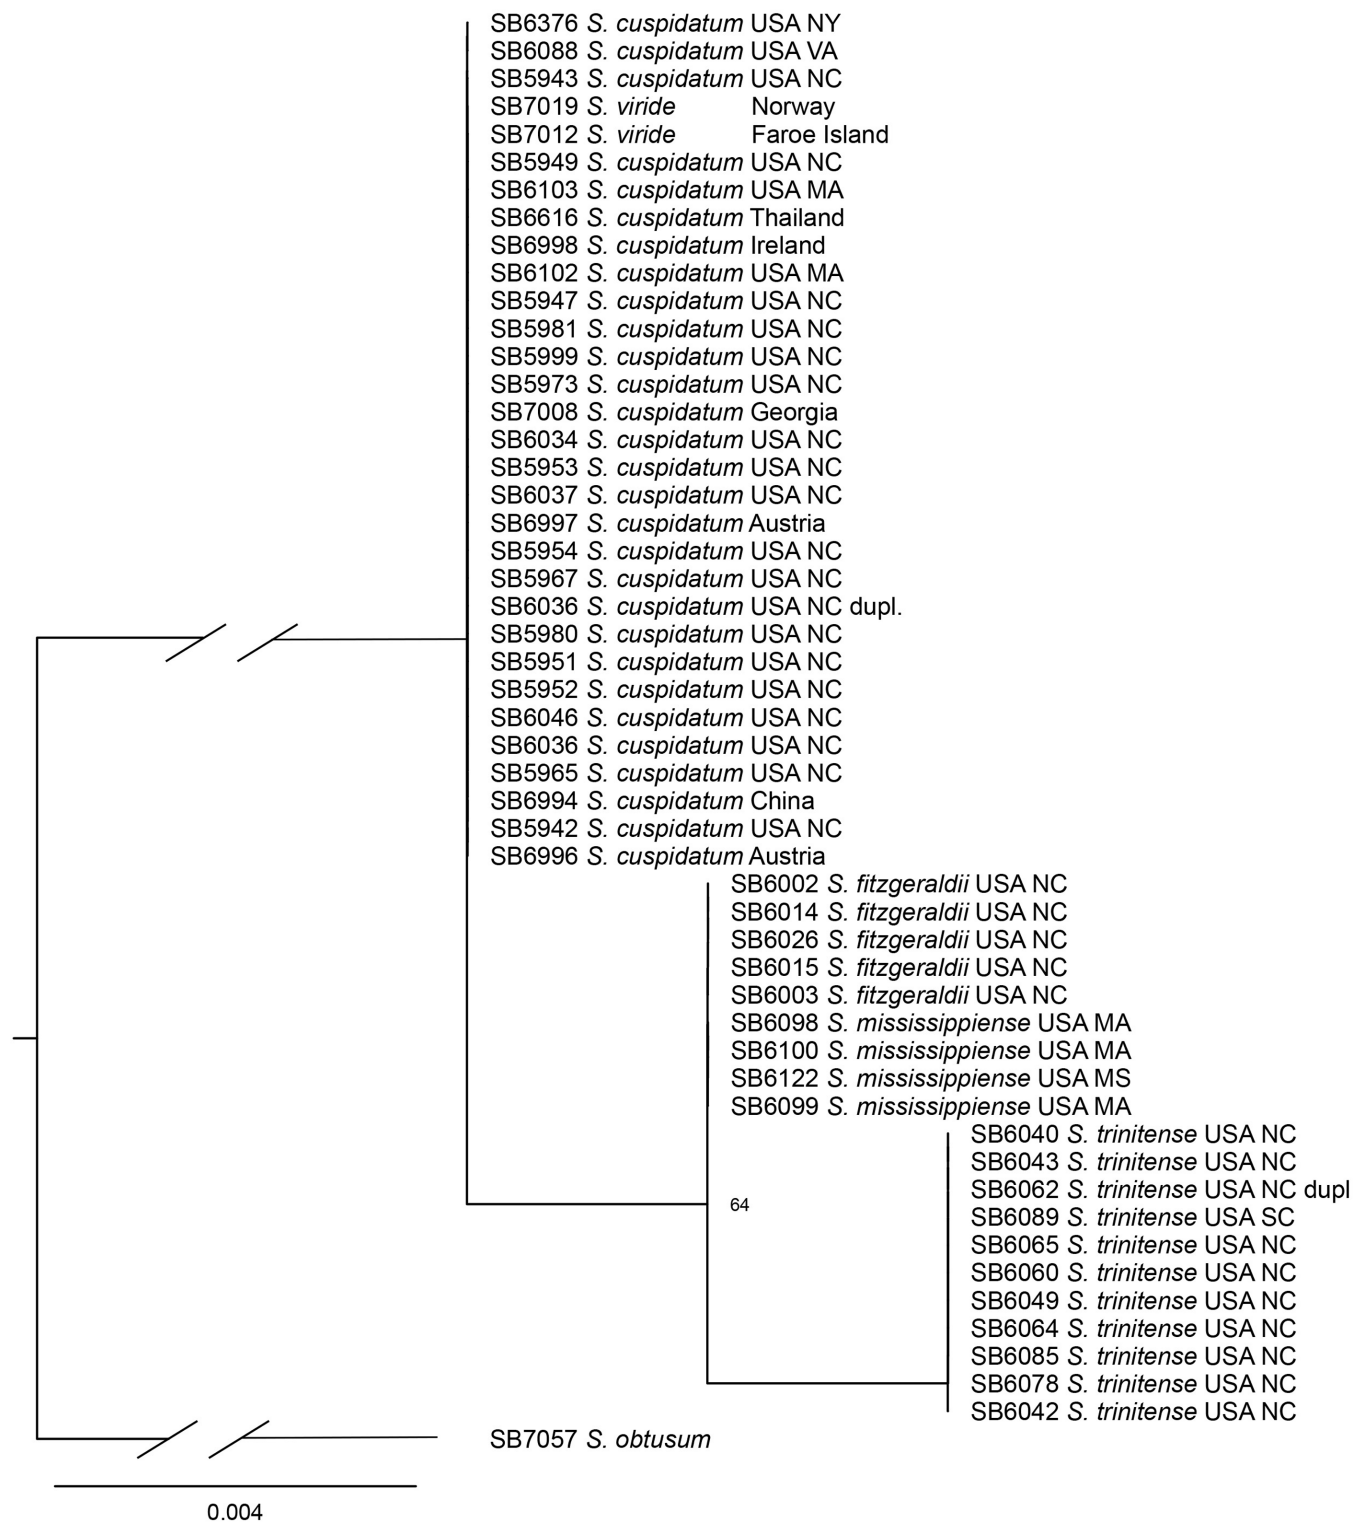 SB6376 S. cuspidatum USA NY
SB6088 S. cuspidatum USA VA
SB5943 S. cuspidatum USA NC
SB7019 S. viride Norway
SB7012 S. viride Faroe Island
SB5949 S. cuspidatum USA NC
SB6103 S. cuspidatum USA MA
SB6616 S. cuspidatum Thailand
SB6998 S. cuspidatum Ireland
SB6102 S. cuspidatum USA MA
SB5947 S. cuspidatum USA NC
SB5981 S. cuspidatum USA NC
SB5999 S. cuspidatum USA NC
SB5973 S. cuspidatum USA NC
SB7008 S. cuspidatum Georgia
SB6034 S. cuspidatum USA NC
SB5953 S. cuspidatum USA NC
SB6037 S. cuspidatum USA NC
SB6997 S. cuspidatum Austria
SB5954 S. cuspidatum USA NC
SB5967 S. cuspidatum USA NC
SB6036 S. cuspidatum USA NC dupl.
SB5980 S. cuspidatum USA NC
SB5951 S. cuspidatum USA NC
SB5952 S. cuspidatum USA NC
SB6046 S. cuspidatum USA NC
SB6036 S. cuspidatum USA NC
SB5965 S. cuspidatum USA NC
SB6994 S. cuspidatum China
SB5942 S. cuspidatum USA NC
SB6996 S. cuspidatum Austria
SB6002 S. fitzgeraldii USA NC
SB6014 S. fitzgeraldii USA NC
SB6026 S. fitzgeraldii USA NC
SB6015 S. fitzgeraldii USA NC
SB6003 S. fitzgeraldii USA NC
SB6098 S. mississippiense USA MA
SB6100 S. mississippiense USA MA
SB6122 S. mississippiense USA MS
SB6099 S. mississippiense USA MA
SB6040 S. trinitense USA NC
SB6043 S. trinitense USA NC
SB6062 S. trinitense USA NC dupl
64
SB6089 S. trinitense USA SC
SB6065 S. trinitense USA NC
SB6060 S. trinitense USA NC
SB6049 S. trinitense USA NC
SB6064 S. trinitense USA NC
SB6085 S. trinitense USA NC
SB6078 S. trinitense USA NC
SB6042 S. trinitense USA NC
SB7057 S. obtusum
0.004